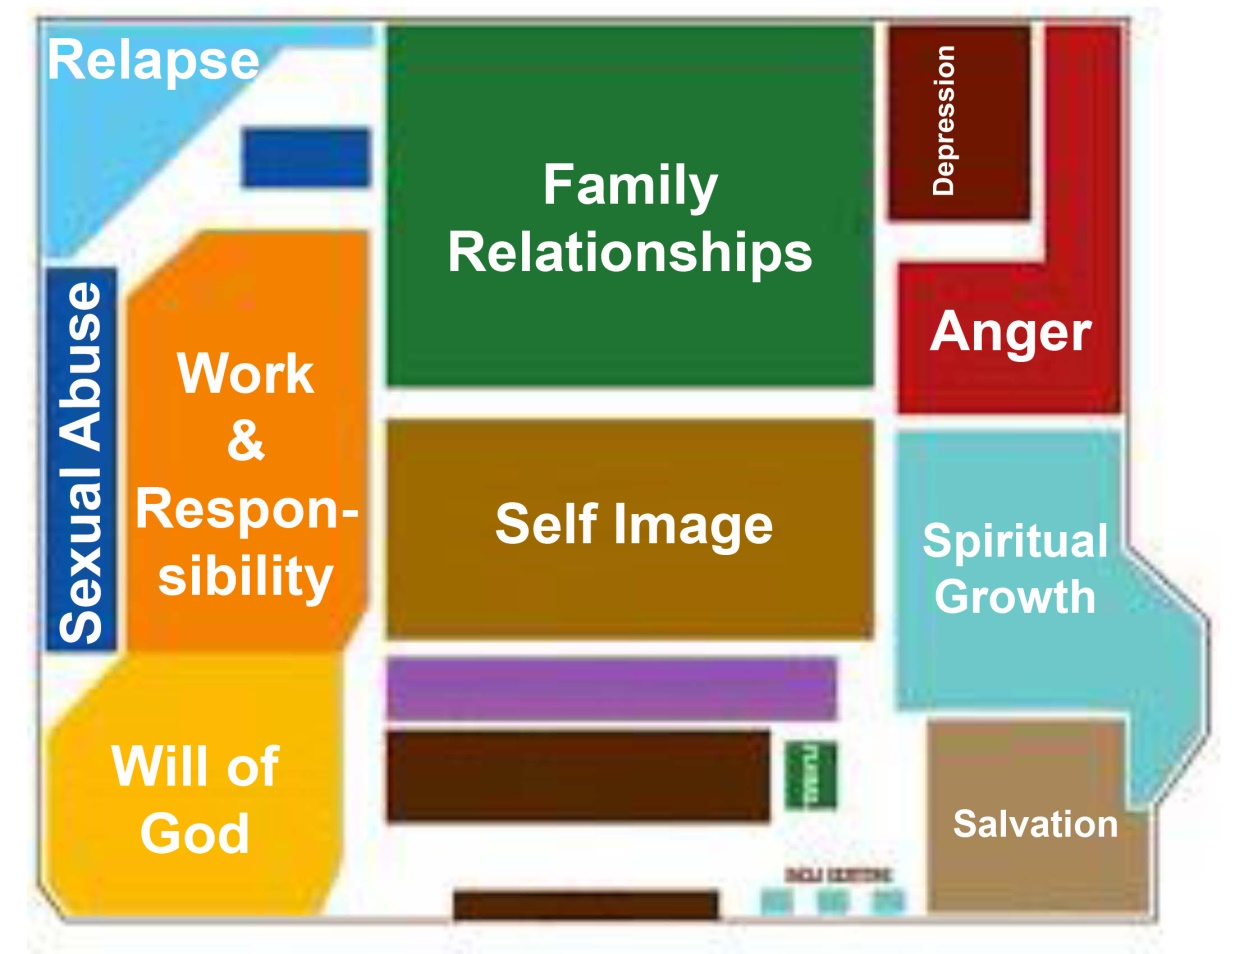 Relapse
Family
Relationships
Depression
Anger
Sexual Abuse
Work
&
Respon-
sibility
Self Image
Spiritual
Growth
Will of
God
Salvation